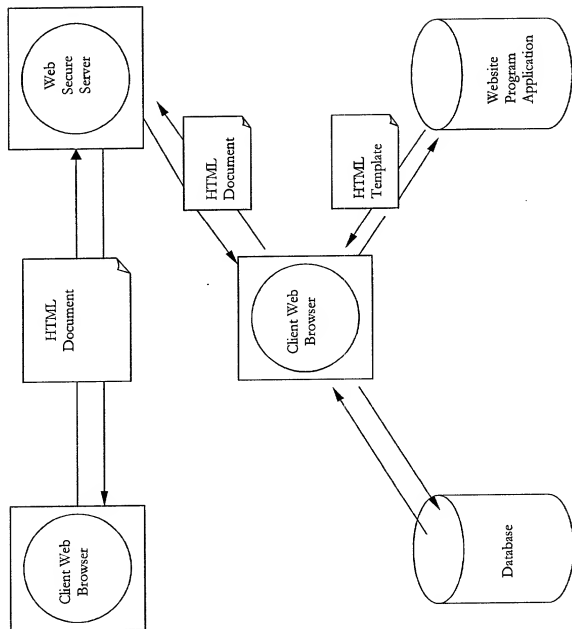 Client Web
Browser
HTML
Document
Web
Secure
Server
HTML
Document
Client Web
Browser
HTML
Template
Database
Website
Program
Application